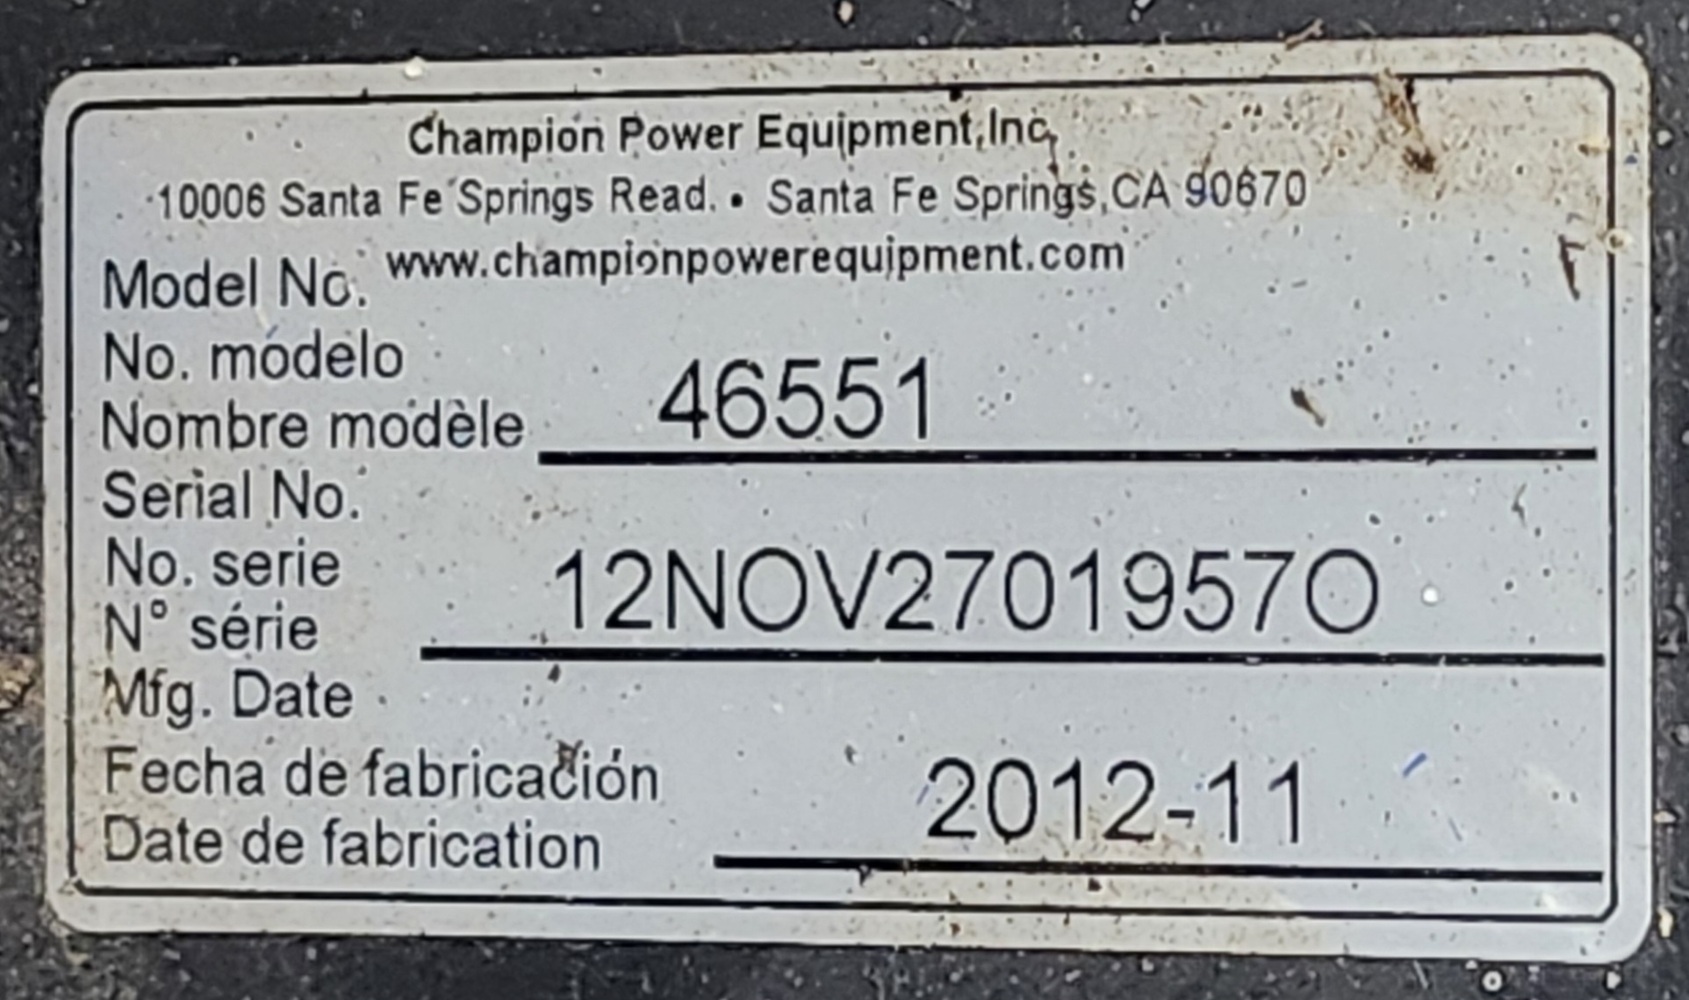 Champion Power Equipment,Inc,
10006 Santa Fe Springs Read. • Santa Fe Springs,CA 90670
www.championpowerequipment.com
Model No.
No. modelo
Nombre modèle 46551
Serial No.
No. serie
N° série 12NOV2701957O
Mfg. Date
Fecha de fabricación
Date de fabrication 2012-11